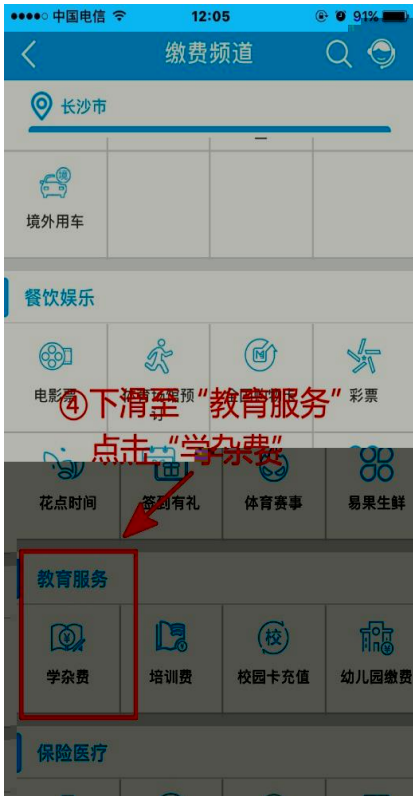 中国电信 12:05 91%
缴费频道
长沙市
境外用车
餐饮娱乐
电影票 彩票
④下滑至“教育服务”
点击“学杂费”
花点时间 签到有礼 体育赛事 易果生鲜
教育服务
学杂费 培训费 校园卡充值 幼儿园缴费
保险医疗